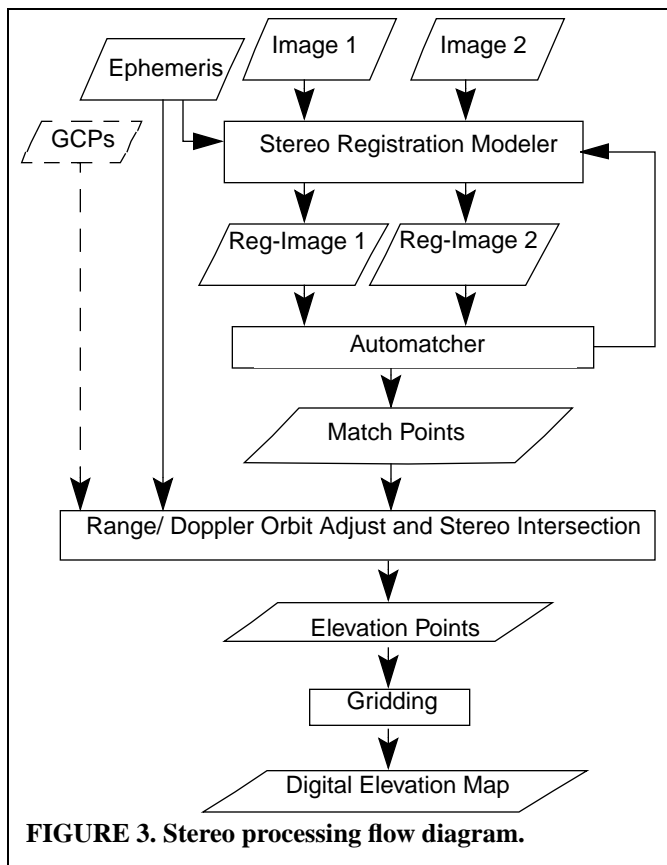 Image 1
Image 2
Ephemeris
GCPs
Stereo Registration Modeler
Reg-Image 1
Reg-Image 2
Automatcher
Match Points
Range/ Doppler Orbit Adjust and Stereo Intersection
Elevation Points
Gridding
Digital Elevation Map
FIGURE 3. Stereo processing flow diagram.